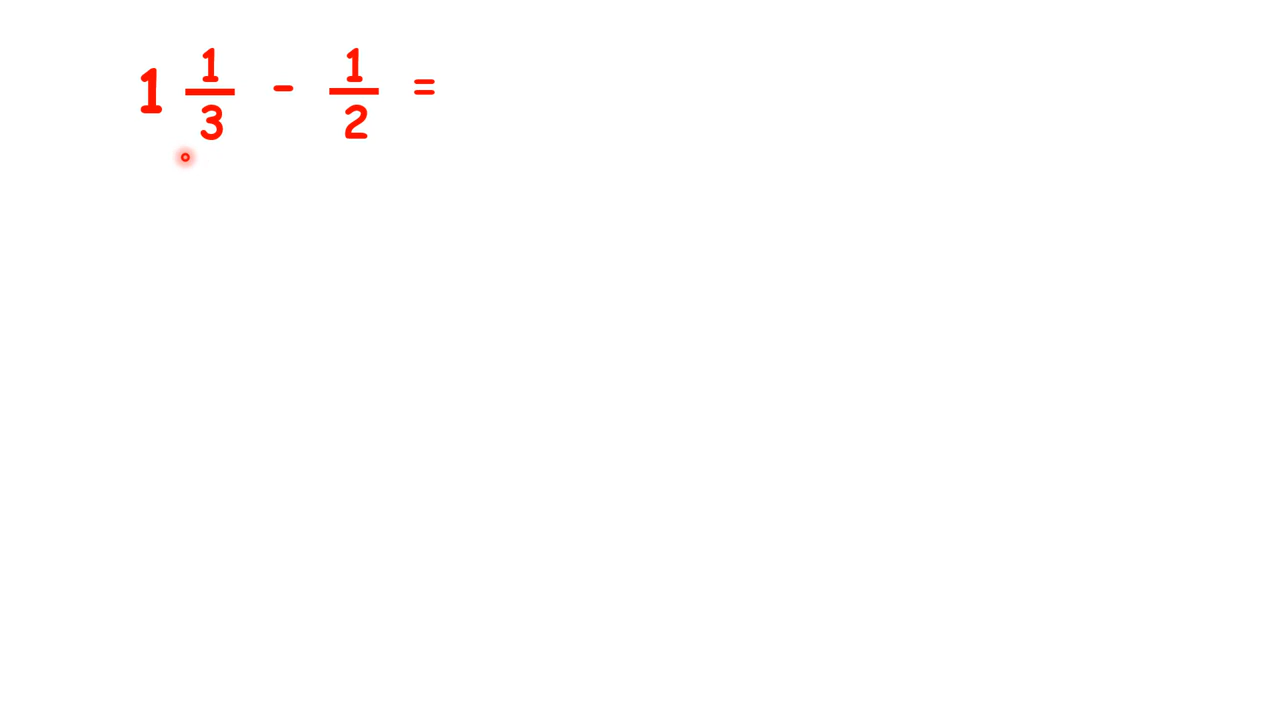 1 1/3 - 1/2 =